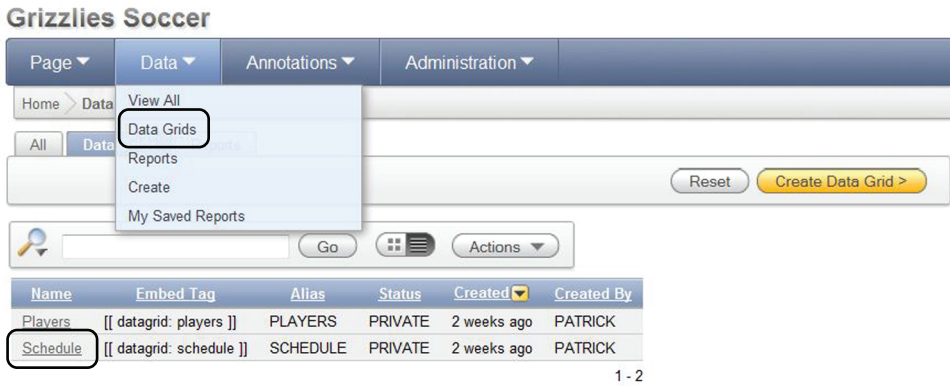 Grizzlies Soccer
Page Data Annotations Administration
Home Data
View All
All Data
Data Grids
Reports
Create
My Saved Reports
Reset Create Data Grid >
Go Actions
Name Embed Tag Alias Status Created Created By
Players [[ datagrid: players ]] PLAYERS PRIVATE 2 weeks ago PATRICK
Schedule [[ datagrid: schedule ]] SCHEDULE PRIVATE 2 weeks ago PATRICK
1 - 2